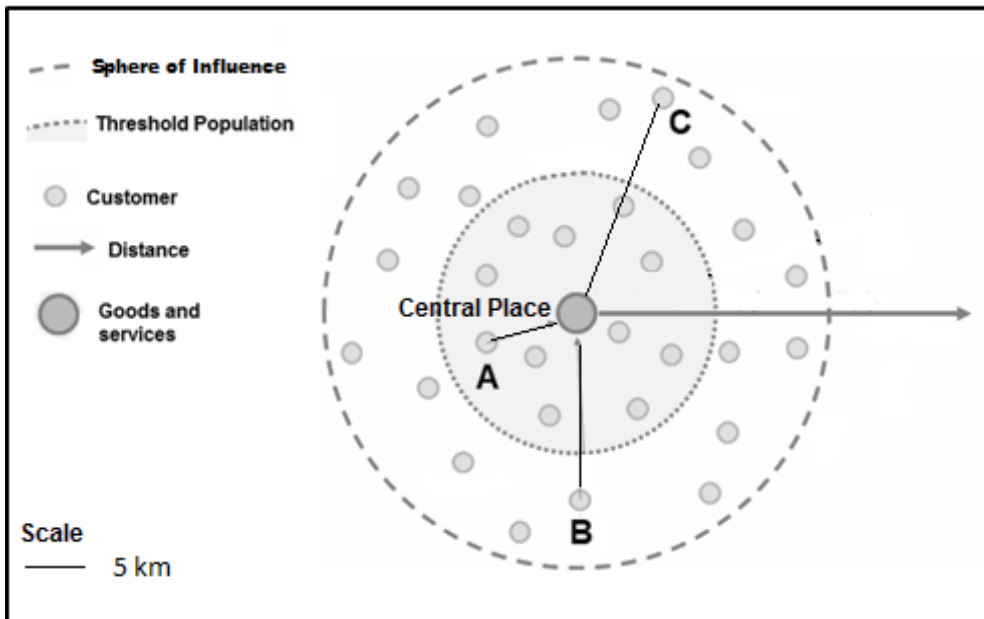 Sphere of Influence
Threshold Population
Customer
Distance
Goods and
services
Central Place
A
B
C
Scale
5 km